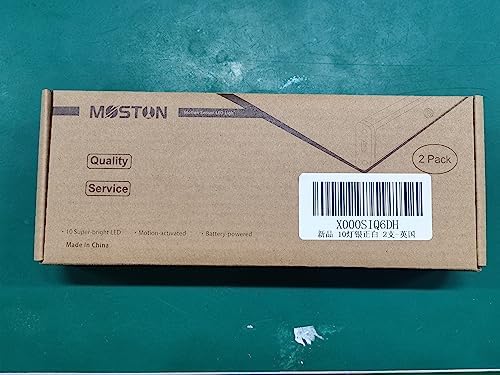 MOSTON
Motion Sensor LED Light
Quality
Service
2 Pack
X000SIQ6DH
新品 10灯银正白 2支-英国
· 10 Super-bright LED · Motion-activated · Battery powered
Made In China